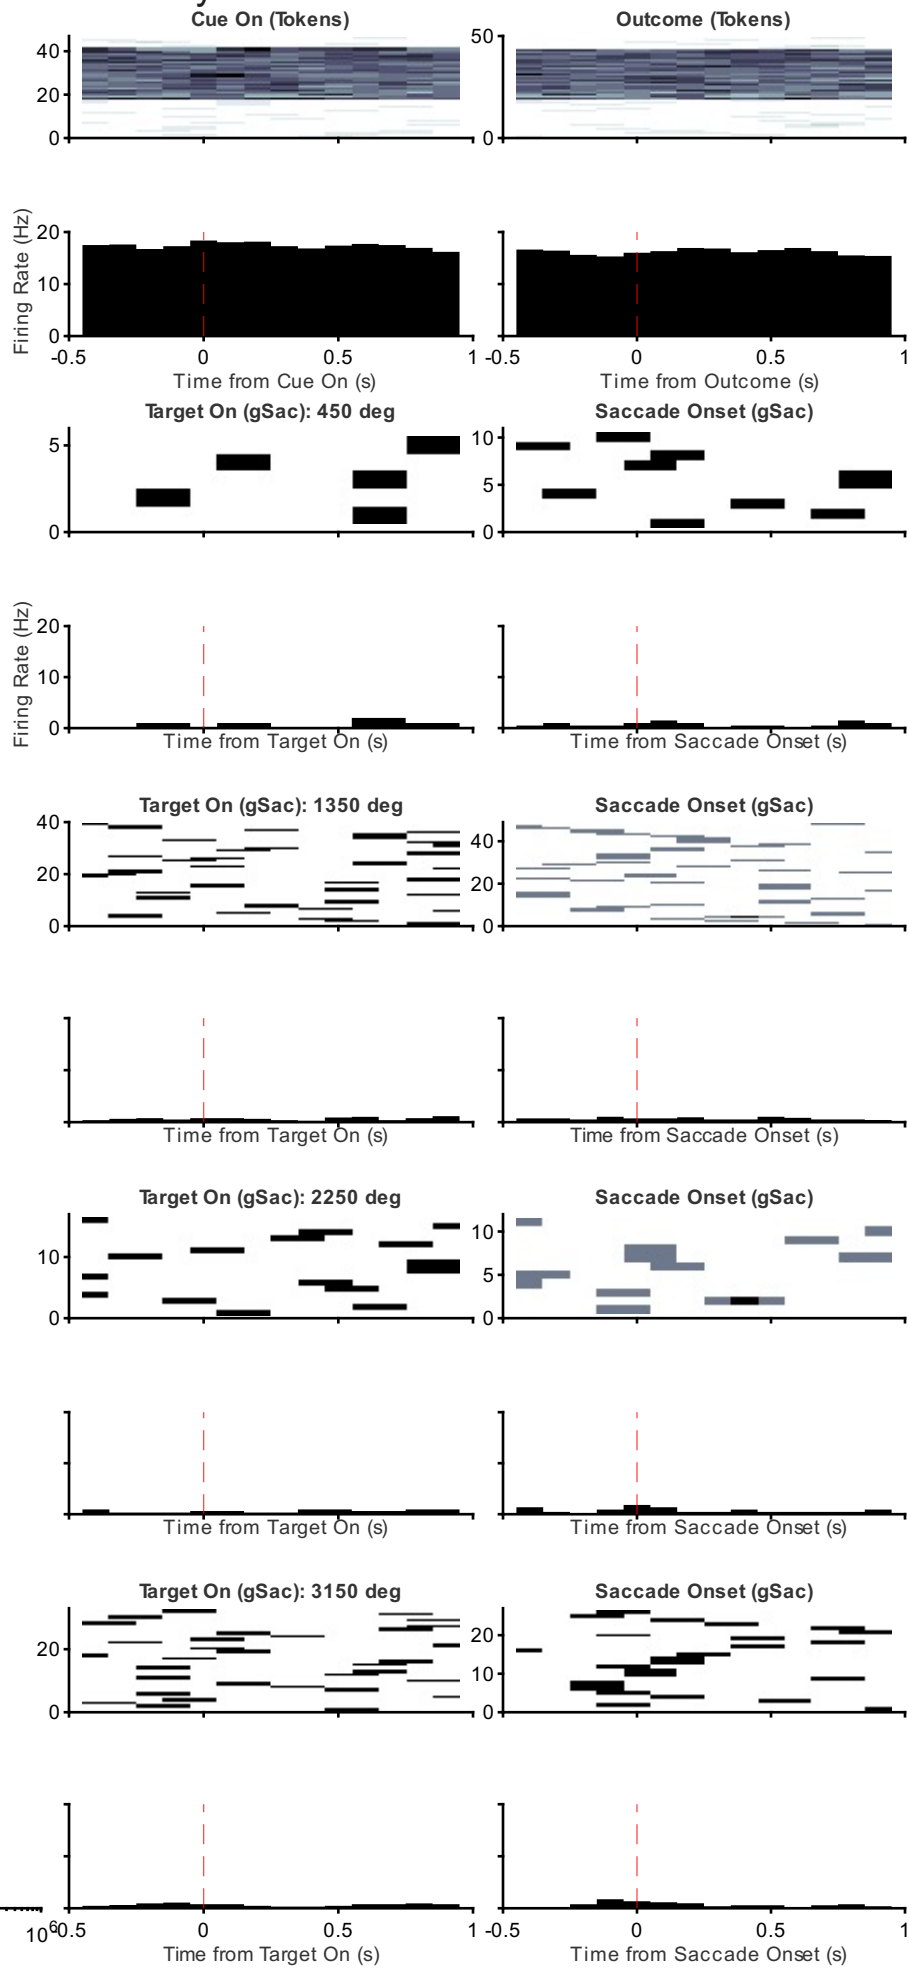 y
Cue On (Tokens) Outcome (Tokens)
40 50
20
0 0
Firing Rate (Hz)
20
10
0
-0.5 0 0.5 1 -0.5 0 0.5 1
Time from Cue On (s) Time from Outcome (s)
Target On (gSac): 450 deg Saccade Onset (gSac)
5 10
5
0 0
Firing Rate (Hz)
20
10
0
Time from Target On (s) Time from Saccade Onset (s)
Target On (gSac): 1350 deg Saccade Onset (gSac)
40 40
20 20
0 0
Time from Target On (s) Time from Saccade Onset (s)
Target On (gSac): 2250 deg Saccade Onset (gSac)
10 10
5
0 0
Time from Target On (s) Time from Saccade Onset (s)
Target On (gSac): 3150 deg Saccade Onset (gSac)
20 20
10
0 0
-0.5 0 0.5 1 -0.5 0 0.5 1
Time from Target On (s) Time from Saccade Onset (s)